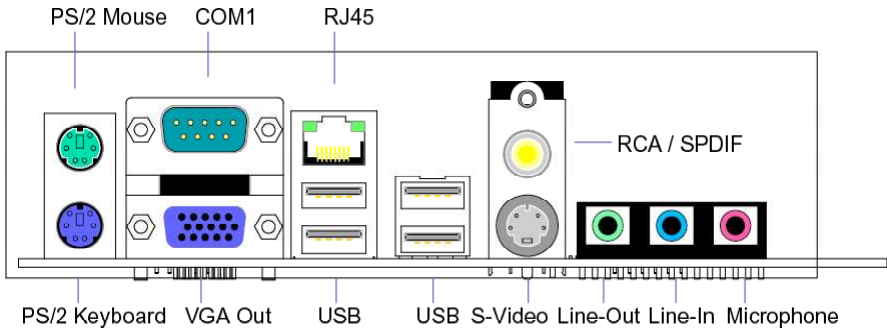 PS/2 Mouse COM1 RJ45
RCA / SPDIF
PS/2 Keyboard VGA Out USB USB S-Video Line-Out Line-In Microphone